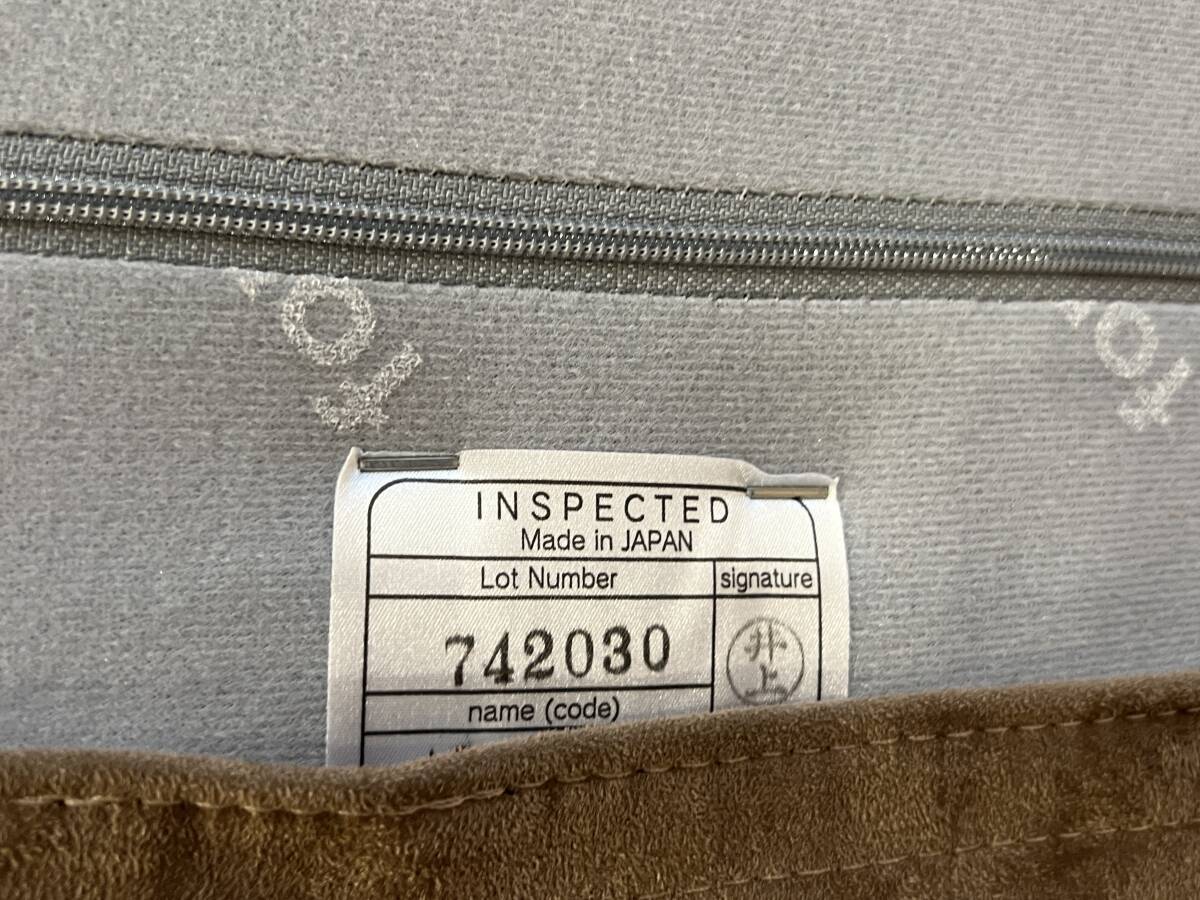 INSPECTED
Made in JAPAN
Lot Number
signature
742030
井上
name (code)